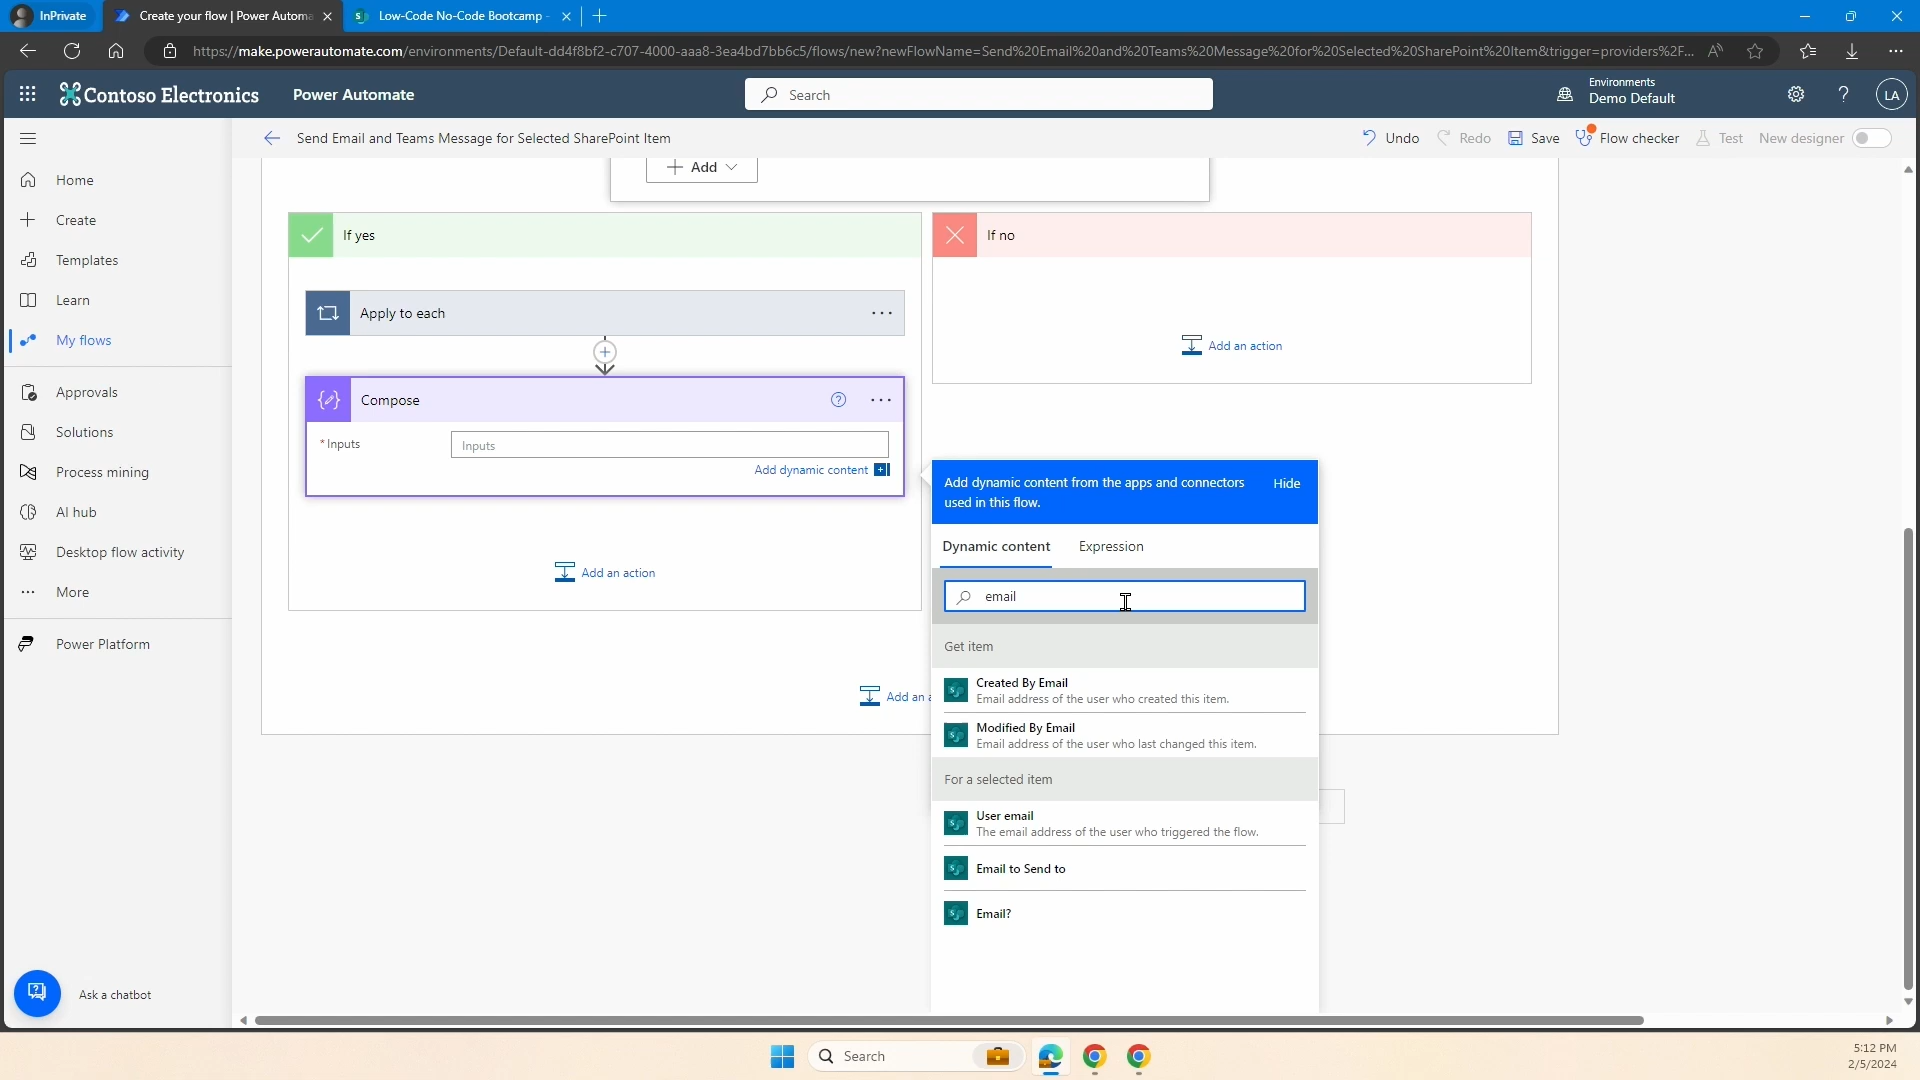 InPrivate
Create your flow | Power Automa
Low-Code No-Code Bootcamp -
https://make.powerautomate.com/environments/Default-dd4f8bf2-c707-4000-aaa8-3ea4bd7bb6c5/flows/new?newFlowName=Send%20Email%20and%20Teams%20Message%20for%20Selected%20SharePoint%20Item&trigger=providers%2F...
Contoso Electronics
Power Automate
Search
Environments
Demo Default
LA
Send Email and Teams Message for Selected SharePoint Item
Undo
Redo
Save
Flow checker
Test
New designer
Home
Create
Templates
Learn
My flows
Approvals
Solutions
Process mining
AI hub
Desktop flow activity
More
Power Platform
Ask a chatbot
Add
If yes
Apply to each
Compose
* Inputs
Inputs
Add dynamic content
Add an action
If no
Add an action
Add an a
Add dynamic content from the apps and connectors
used in this flow.
Hide
Dynamic content
Expression
email
Get item
Created By Email
Email address of the user who created this item.
Modified By Email
Email address of the user who last changed this item.
For a selected item
User email
The email address of the user who triggered the flow.
Email to Send to
Email?
Search
5:12 PM
2/5/2024